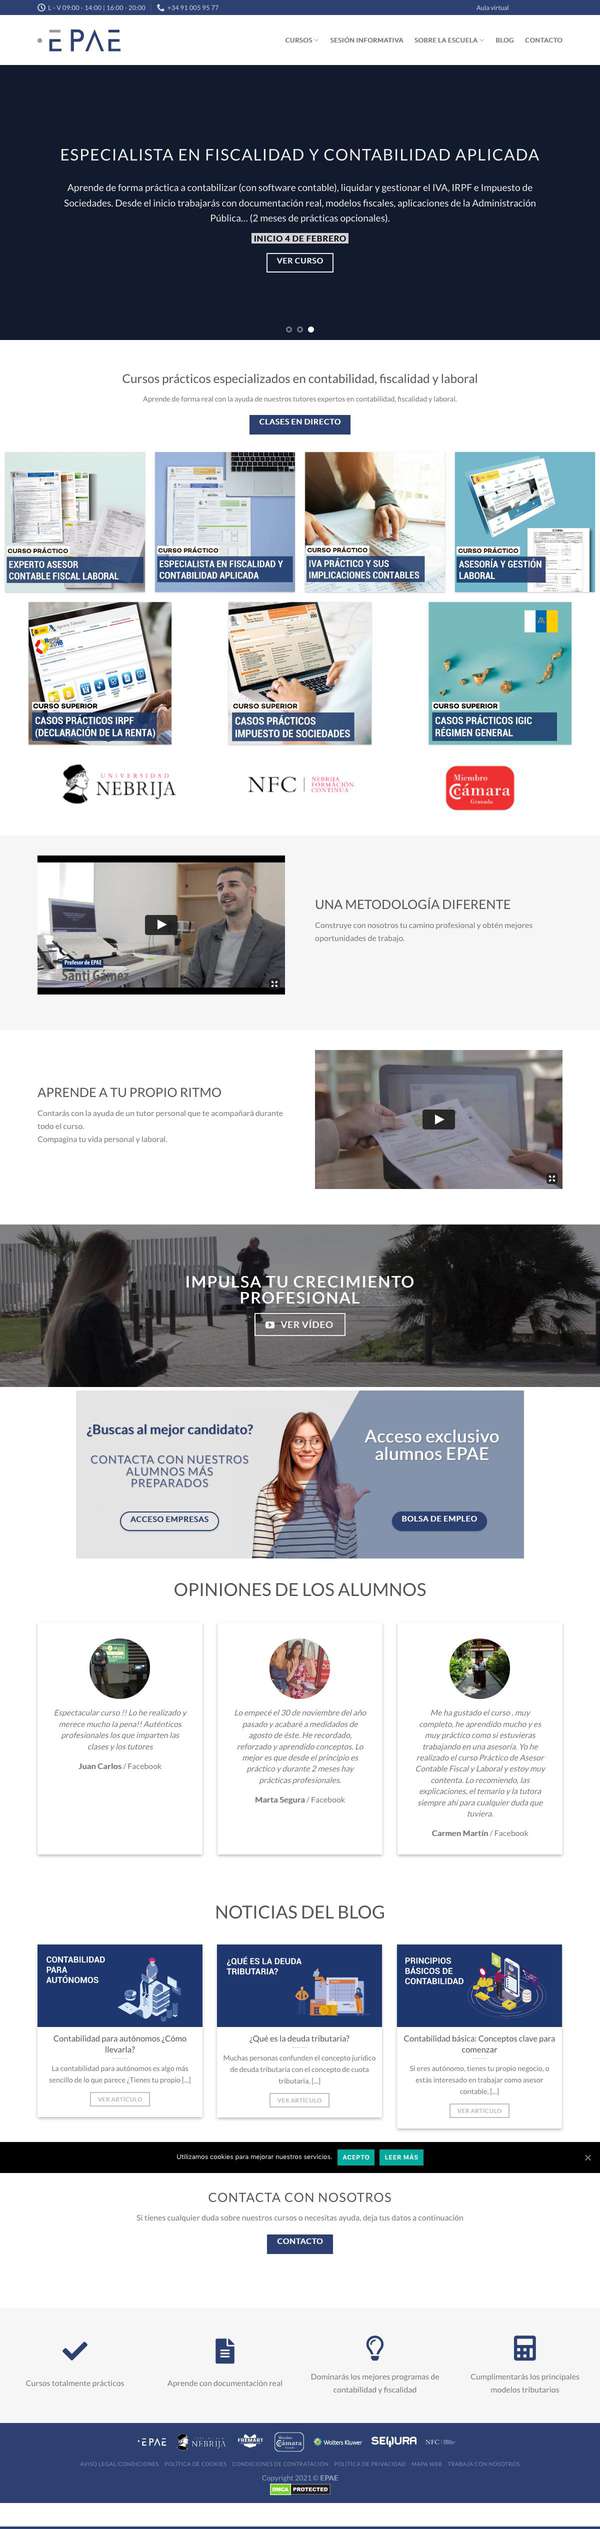 L - V 09:00 - 14:00 | 16:00 - 20:00
+34 91 005 95 77
Aula virtual
EPAE
CURSOS
SESIÓN INFORMATIVA
SOBRE LA ESCUELA
BLOG
CONTACTO
ESPECIALISTA EN FISCALIDAD Y CONTABILIDAD APLICADA
Aprende de forma práctica a contabilizar (con software contable), liquidar y gestionar el IVA, IRPF e Impuesto de
Sociedades. Desde el inicio trabajarás con documentación real, modelos fiscales, aplicaciones de la Administración
Pública... (2 meses de prácticas opcionales).
INICIO 4 DE FEBRERO
VER CURSO
Cursos prácticos especializados en contabilidad, fiscalidad y laboral
Aprende de forma real con la ayuda de nuestros tutores expertos en contabilidad, fiscalidad y laboral.
CLASES EN DIRECTO
CURSO PRÁCTICO
EXPERTO ASESOR
CONTABLE FISCAL LABORAL
CURSO PRÁCTICO
ESPECIALISTA EN FISCALIDAD Y
CONTABILIDAD APLICADA
CURSO PRÁCTICO
IVA PRÁCTICO Y SUS
IMPLICACIONES CONTABLES
CURSO PRÁCTICO
ASESORÍA Y GESTIÓN
LABORAL
CURSO SUPERIOR
CASOS PRÁCTICOS IRPF
(DECLARACIÓN DE LA RENTA)
CURSO SUPERIOR
CASOS PRÁCTICOS
IMPUESTO DE SOCIEDADES
CURSO SUPERIOR
CASOS PRÁCTICOS IGIC
RÉGIMEN GENERAL
UNIVERSIDAD
NEBRIJA
NFC
NEBRIJA
FORMACIÓN
CONTINUA
Miembro
Cámara
Granada
Profesor de EPAE
Santi Gámez
UNA METODOLOGÍA DIFERENTE
Construye con nosotros tu camino profesional y obtén mejores
oportunidades de trabajo.
APRENDE A TU PROPIO RITMO
Contarás con la ayuda de un tutor personal que te acompañará durante
todo el curso.
Compagina tu vida personal y laboral.
IMPULSA TU CRECIMIENTO
PROFESIONAL
VER VÍDEO
¿Buscas al mejor candidato?
CONTACTA CON NUESTROS
ALUMNOS MÁS
PREPARADOS
ACCESO EMPRESAS
Acceso exclusivo
alumnos EPAE
BOLSA DE EMPLEO
OPINIONES DE LOS ALUMNOS
Espectacular curso !! Lo he realizado y
merece mucho la pena!! Auténticos
profesionales los que imparten las
clases y los tutores
Juan Carlos / Facebook
Lo empecé el 30 de noviembre del año
pasado y acabaré a medidados de
agosto de éste. He recordado,
reforzado y aprendido conceptos. Lo
mejor es que desde el principio es
práctico y durante 2 meses hay
prácticas profesionales.
Marta Segura / Facebook
Me ha gustado el curso . muy
completo, he aprendido mucho y es
muy práctico como si estuvieras
trabajando en una asesoría. Yo he
realizado el curso Práctico de Asesor
Contable Fiscal y Laboral y estoy muy
contenta. Lo recomiendo, las
explicaciones, el temario y la tutora
siempre ahí para cualquier duda que
tuviera.
Carmen Martín / Facebook
NOTICIAS DEL BLOG
CONTABILIDAD
PARA
AUTÓNOMOS
Contabilidad para autónomos ¿Cómo
llevarla?
La contabilidad para autónomos es algo más
sencillo de lo que parece ¿Tienes tu propio [...]
VER ARTÍCULO
¿QUÉ ES LA DEUDA
TRIBUTARIA?
¿Qué es la deuda tributaria?
Muchas personas confunden el concepto jurídico
de deuda tributaria con el concepto de cuota
tributaria. [...]
VER ARTÍCULO
PRINCIPIOS
BÁSICOS DE
CONTABILIDAD
Contabilidad básica: Conceptos clave para
comenzar
Si eres autónomo, tienes tu propio negocio, o
estás interesado en trabajar como asesor
contable, [...]
VER ARTÍCULO
Utilizamos cookies para mejorar nuestros servicios.
ACEPTO
LEER MÁS
CONTACTA CON NOSOTROS
Si tienes cualquier duda sobre nuestros cursos o necesitas ayuda, deja tus datos a continuación
CONTACTO
Cursos totalmente prácticos
Aprende con documentación real
Dominarás los mejores programas de
contabilidad y fiscalidad
Cumplimentarás los principales
modelos tributarios
EPAE
NEBRIJA
FREMART
Cámara
Wolters Kluwer
NFC
AVISO LEGAL/CONDICIONES
POLÍTICA DE COOKIES
CONDICIONES DE CONTRATACIÓN
POLÍTICA DE PRIVACIDAD
MAPA WEB
TRABAJA CON NOSOTROS
Copyright 2021 © EPAE
DMCA PROTECTED